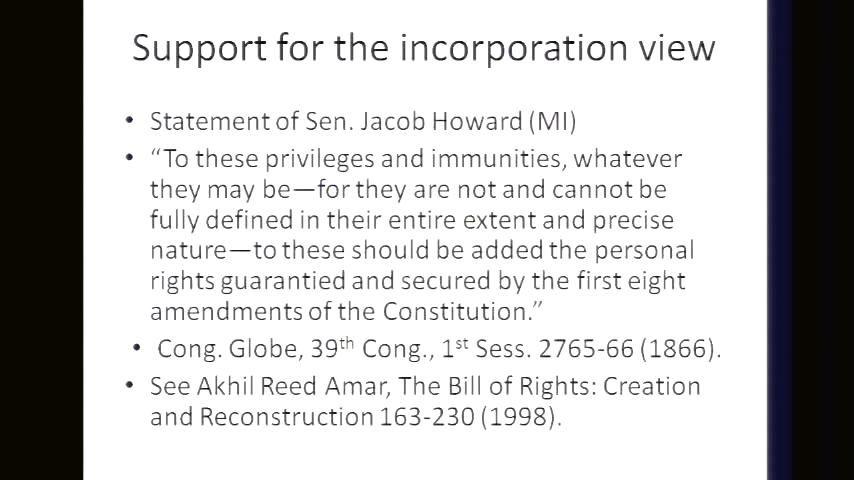 Support for the incorporation view
• Statement of Sen. Jacob Howard (MI)
• “To these privileges and immunities, whatever
they may be—for they are not and cannot be
fully defined in their entire extent and precise
nature—to these should be added the personal
rights guarantied and secured by the first eight
amendments of the Constitution.”
• Cong. Globe, 39th Cong., 1st Sess. 2765-66 (1866).
• See Akhil Reed Amar, The Bill of Rights: Creation
and Reconstruction 163-230 (1998).